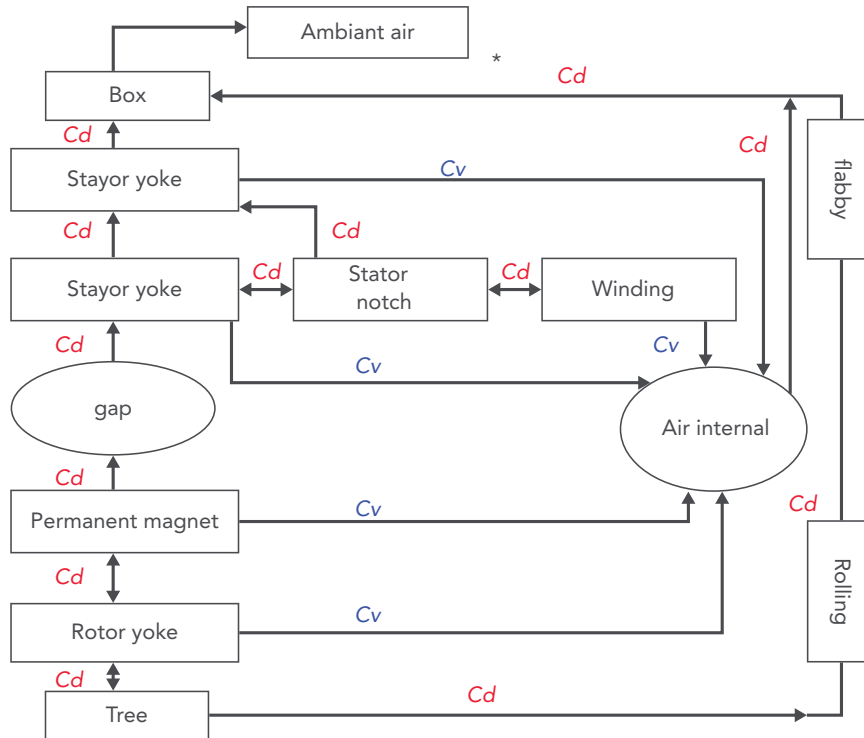 Ambiant air
*
Box
Cd
Cd
Cd
Stayor yoke
Cv
flabby
Cd
Cd
Stayor yoke
Cd
Stator
notch
Cd
Winding
Cd
Cv
Cv
gap
Air internal
Cd
Permanent magnet
Cv
Cd
Cd
Rotor yoke
Cv
Rolling
Cd
Tree
Cd